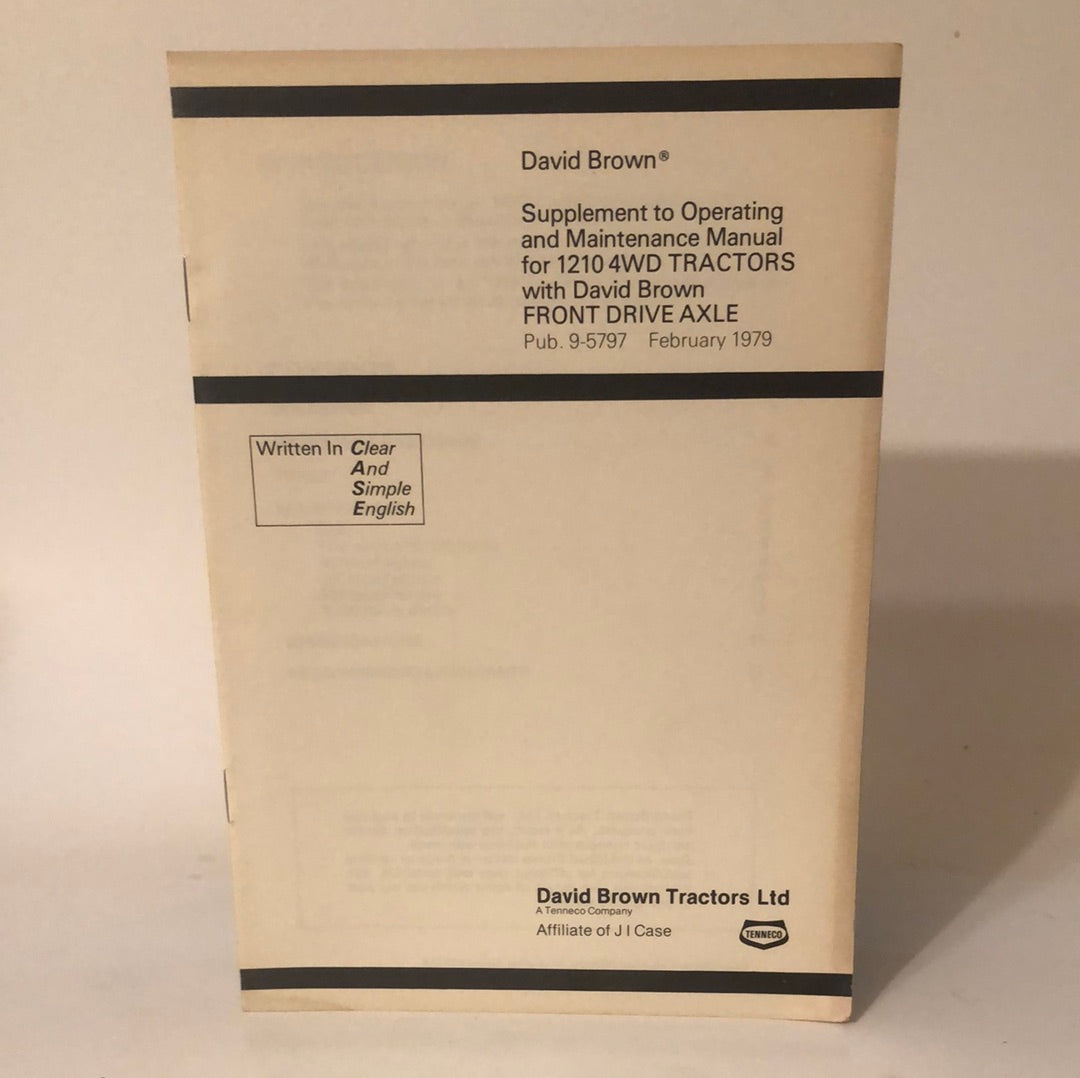 David Brown®
Supplement to Operating
and Maintenance Manual
for 1210 4WD TRACTORS
with David Brown
FRONT DRIVE AXLE
Pub. 9-5797 February 1979
Written In Clear
And
Simple
English
David Brown Tractors Ltd
A Tenneco Company
Affiliate of J I Case
TENNECO